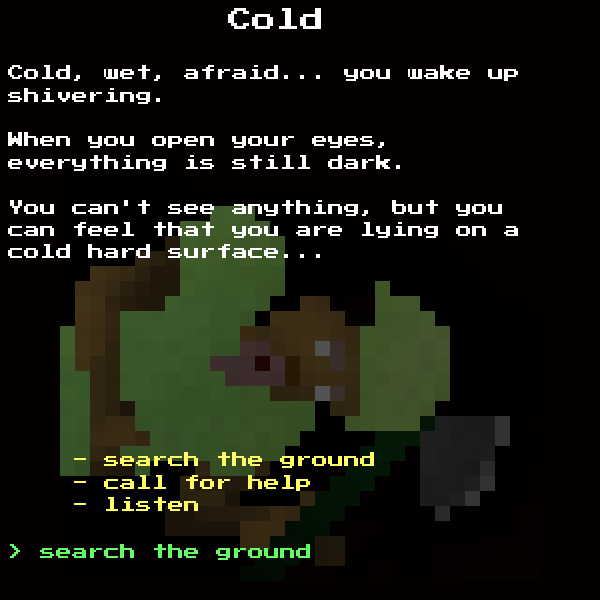 Cold
Cold, wet, afraid... you wake up
shivering.
When you open your eyes,
everything is still dark.
You can't see anything, but you
can feel that you are lying on a
cold hard surface...
- search the ground
- call for help
- listen
> search the ground